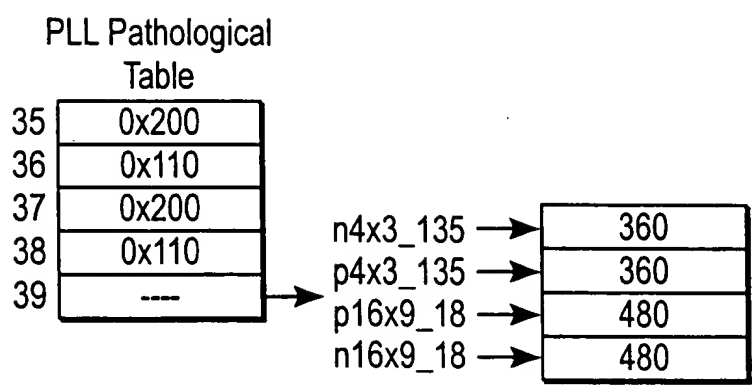 PLL Pathological
Table
35 0x200
36 0x110
37 0x200
38 0x110
39 ----
n4x3_135 360
p4x3_135 360
p16x9_18 480
n16x9_18 480